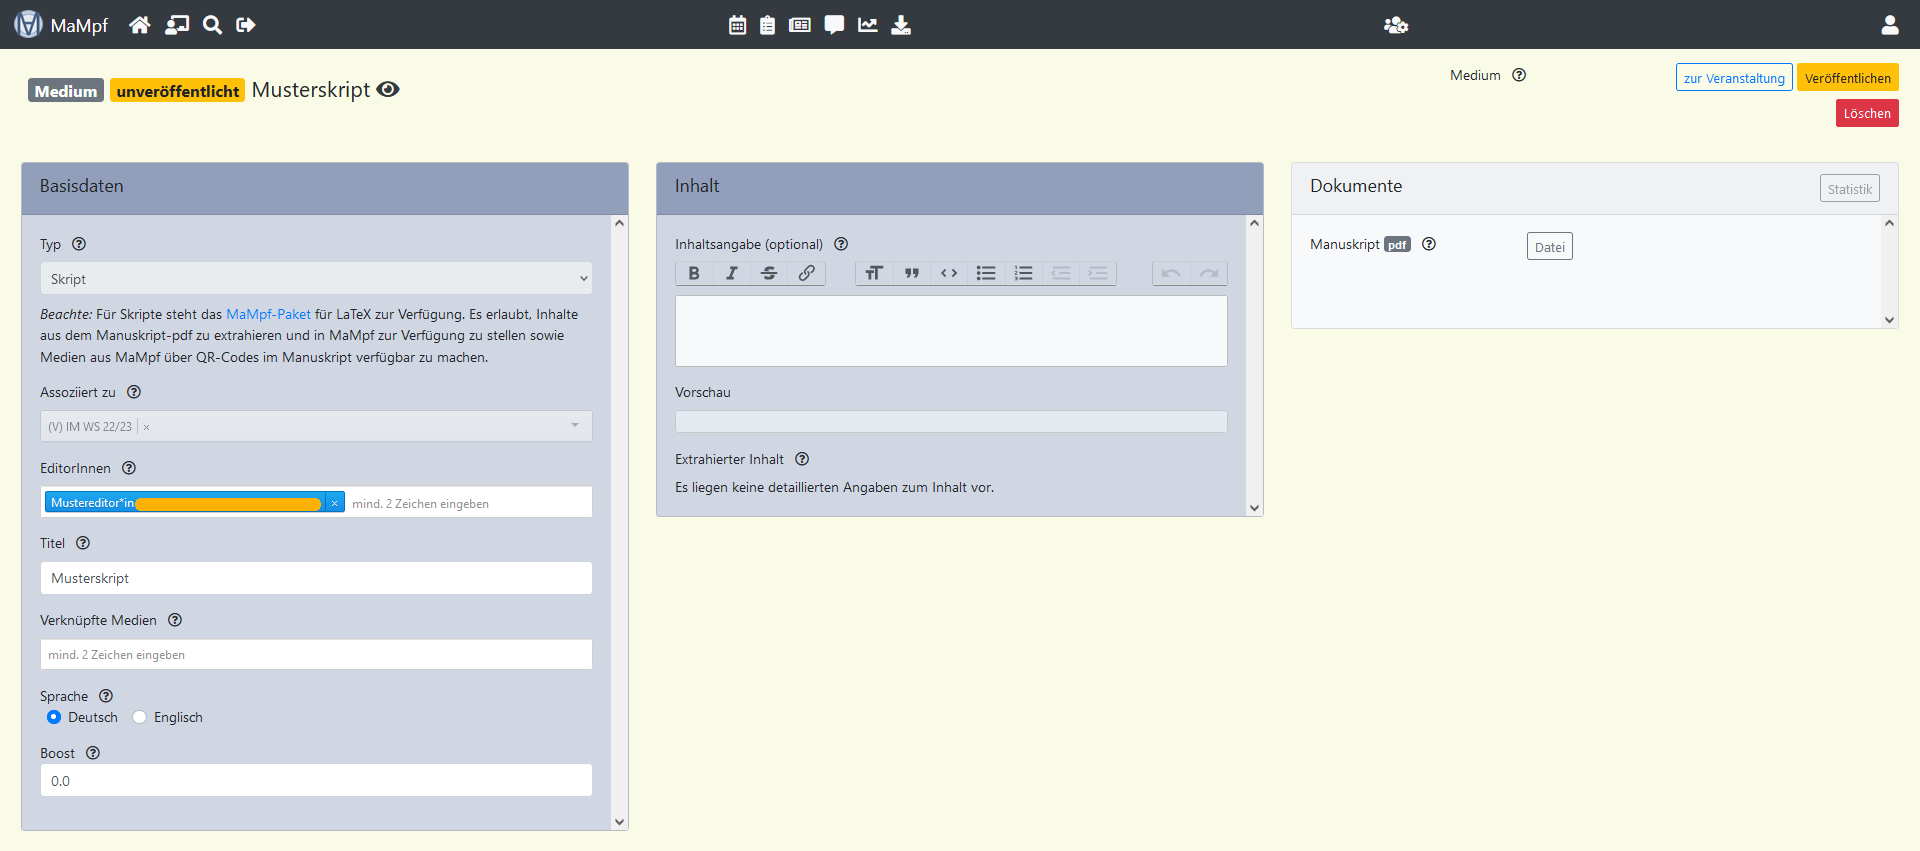 MaMpf
Medium unveröffentlicht Musterskript
Medium
zur Veranstaltung
Veröffentlichen
Löschen
Basisdaten
Typ
Skript
Beachte: Für Skripte steht das MaMpf-Paket für LaTeX zur Verfügung. Es erlaubt, Inhalte
aus dem Manuskript-pdf zu extrahieren und in MaMpf zur Verfügung zu stellen sowie
Medien aus MaMpf über QR-Codes im Manuskript verfügbar zu machen.
Assoziiert zu
(V) IM WS 22/23 ×
EditorInnen
Mustereditor*in × mind. 2 Zeichen eingeben
Titel
Musterskript
Verknüpfte Medien
mind. 2 Zeichen eingeben
Sprache
Deutsch Englisch
Boost
0.0
Inhalt
Inhaltsangabe (optional)
Vorschau
Extrahierter Inhalt
Es liegen keine detaillierten Angaben zum Inhalt vor.
Dokumente
Statistik
Manuskript pdf
Datei